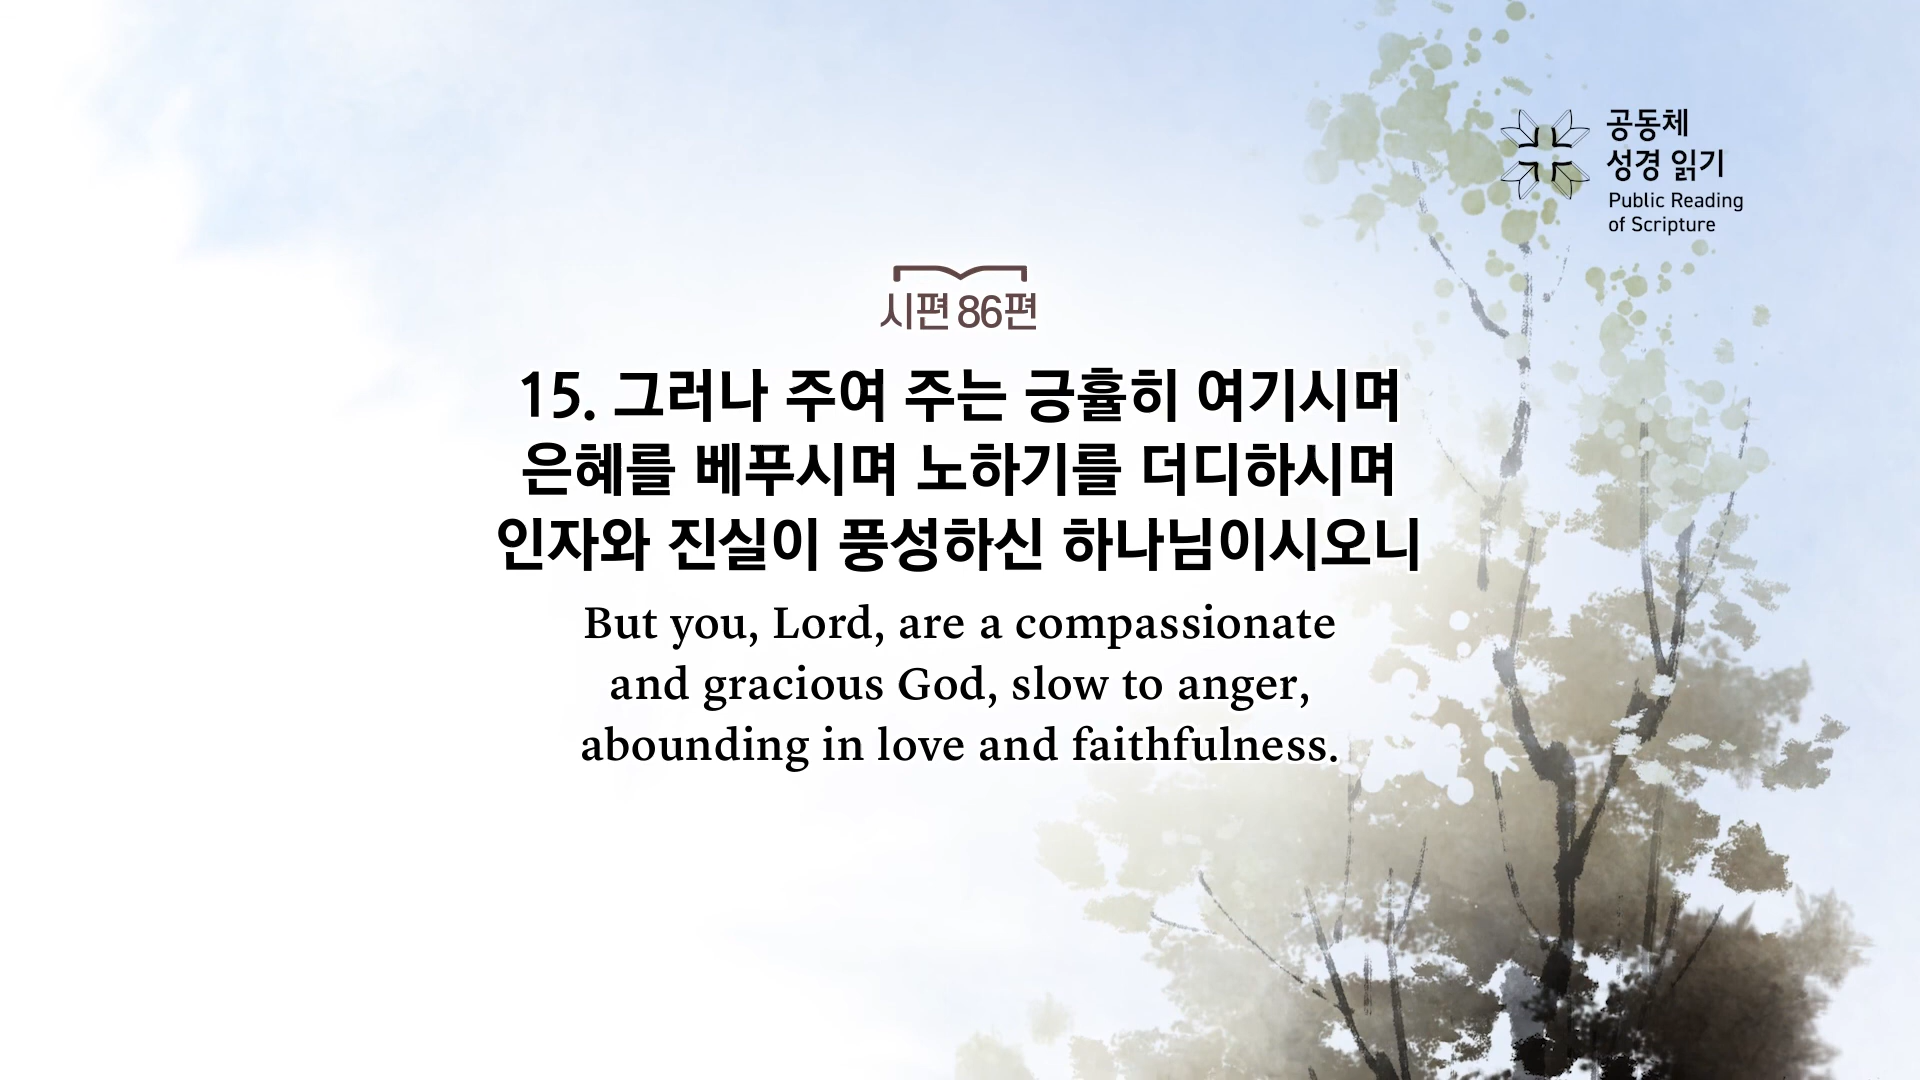 공동체
성경 읽기
Public Reading
of Scripture
시편 86편
15. 그러나 주여 주는 긍휼히 여기시며
은혜를 베푸시며 노하기를 더디하시며
인자와 진실이 풍성하신 하나님이시오니
But you, Lord, are a compassionate
and gracious God, slow to anger,
abounding in love and faithfulness.